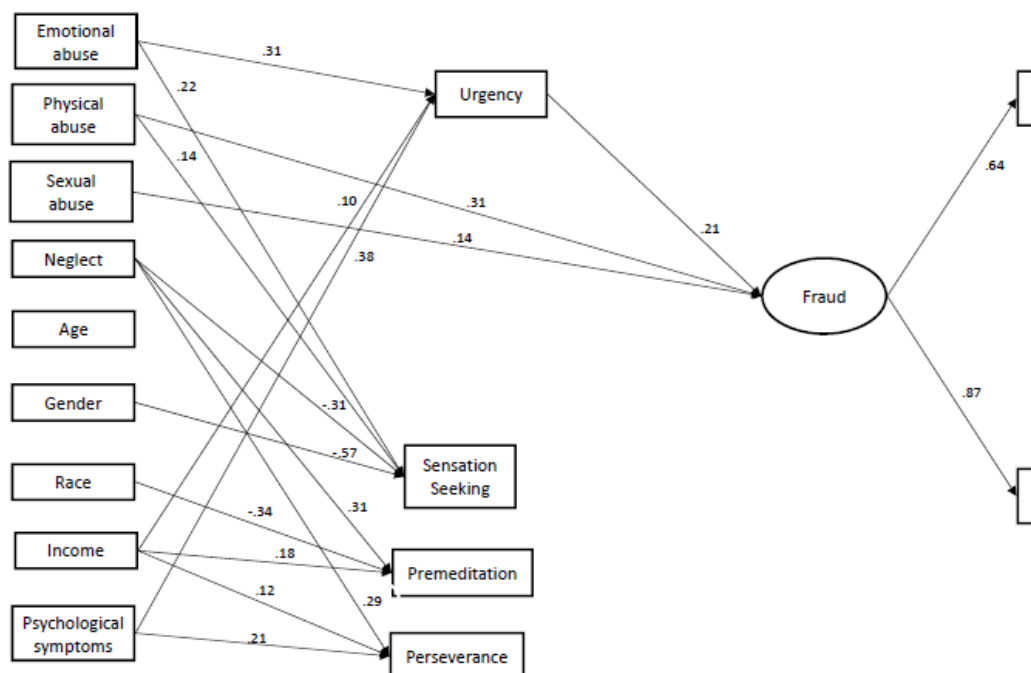 Emotional
abuse
.31
.22
Urgency
Physical
abuse
.14
.64
Sexual
abuse
.10
.31
.14
.21
.38
Neglect
Fraud
Age
Gender
-.31
.87
-.57
Sensation
Seeking
Race
-.34
.31
Income
.18
Premeditation
.12
.29
Psychological
symptoms
.21
Perseverance